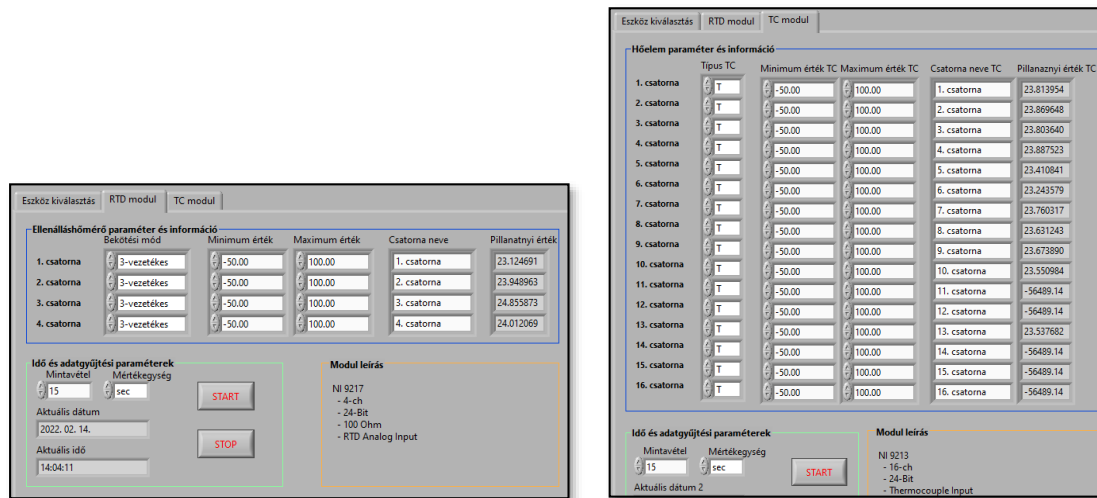 Eszköz kiválasztás RTD modul TC modul
Ellenálláshőmérő paraméter és információ
Bekötési mód Minimum érték Maximum érték Csatorna neve Pillanatnyi érték
1. csatorna 3-vezetékes -50.00 100.00 1. csatorna 23.124691
2. csatorna 3-vezetékes -50.00 100.00 2. csatorna 23.948963
3. csatorna 3-vezetékes -50.00 100.00 3. csatorna 24.855873
4. csatorna 3-vezetékes -50.00 100.00 4. csatorna 24.012069
Idő és adatgyűjtési paraméterek
Mintavétel Mértékegység
15 sec
START
Aktuális dátum
2022. 02. 14.
STOP
Aktuális idő
14:04:11
Modul leírás
NI 9217
- 4-ch
- 24-Bit
- 100 Ohm
- RTD Analog Input
Eszköz kiválasztás RTD modul TC modul
Hőelem paraméter és információ
Típus TC Minimum érték TC Maximum érték TC Csatorna neve TC Pillanaznyi érték TC
1. csatorna T -50.00 100.00 1. csatorna 23.813954
2. csatorna T -50.00 100.00 2. csatorna 23.869648
3. csatorna T -50.00 100.00 3. csatorna 23.803640
4. csatorna T -50.00 100.00 4. csatorna 23.887523
5. csatorna T -50.00 100.00 5. csatorna 23.410841
6. csatorna T -50.00 100.00 6. csatorna 23.243579
7. csatorna T -50.00 100.00 7. csatorna 23.760317
8. csatorna T -50.00 100.00 8. csatorna 23.631243
9. csatorna T -50.00 100.00 9. csatorna 23.673890
10. csatorna T -50.00 100.00 10. csatorna 23.550984
11. csatorna T -50.00 100.00 11. csatorna -56489.14
12. csatorna T -50.00 100.00 12. csatorna -56489.14
13. csatorna T -50.00 100.00 13. csatorna 23.537682
14. csatorna T -50.00 100.00 14. csatorna -56489.14
15. csatorna T -50.00 100.00 15. csatorna -56489.14
16. csatorna T -50.00 100.00 16. csatorna -56489.14
Idő és adatgyűjtési paraméterek
Mintavétel Mértékegység
15 sec
START
Aktuális dátum 2
Modul leírás
NI 9213
- 16-ch
- 24-Bit
- Thermocouple Input